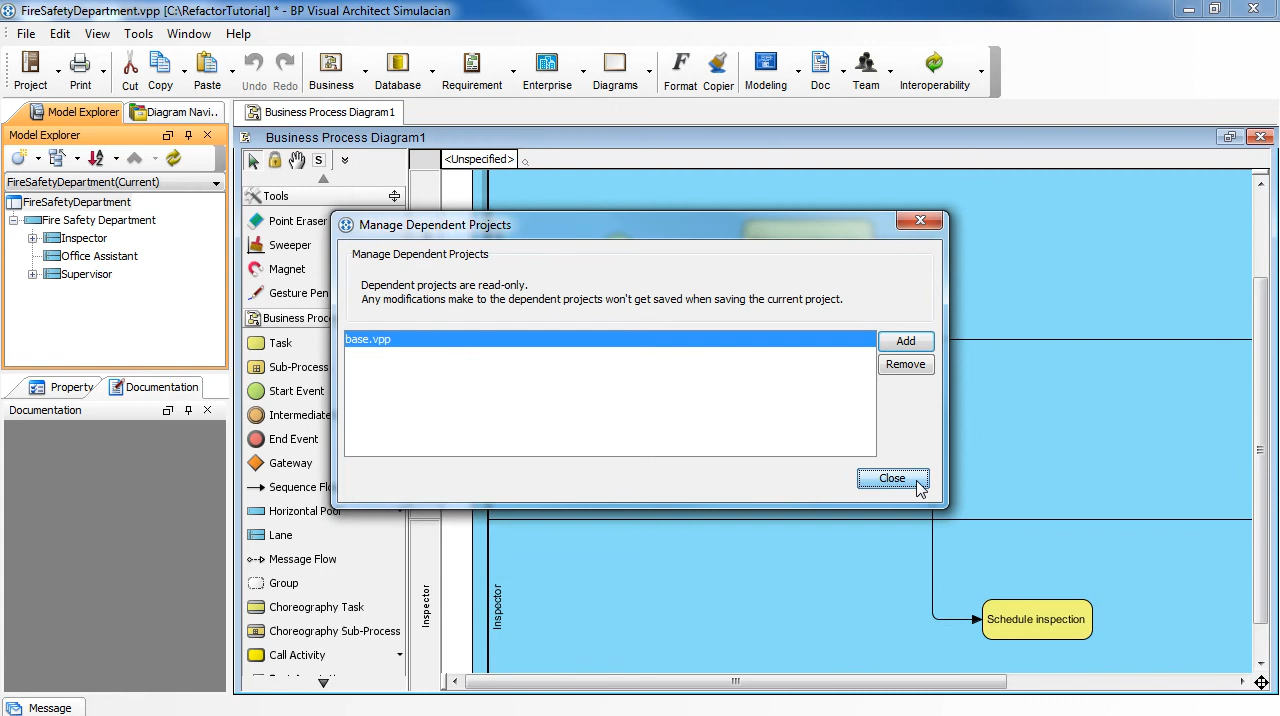 FireSafetyDepartment.vpp [C:\RefactorTutorial] * - BP Visual Architect Simulacian
File Edit View Tools Window Help
Project Print Cut Copy Paste Undo Redo Business Database Requirement Enterprise Diagrams Format Copier Modeling Doc Team Interoperability
Model Explorer Diagram Navi.. Business Process Diagram1
Model Explorer Business Process Diagram1
<Unspecified>
FireSafetyDepartment(Current)
FireSafetyDepartment
Fire Safety Department
Inspector
Office Assistant
Supervisor
Property Documentation
Documentation
Tools
Point Eraser
Sweeper
Magnet
Gesture Pen
Business Proc
Task
Sub-Process
Start Event
Intermediate
End Event
Gateway
Sequence Fl
Horizontal Pool
Lane
Message Flow
Group
Choreography Task
Choreography Sub-Process
Call Activity
Manage Dependent Projects
Manage Dependent Projects
Dependent projects are read-only.
Any modifications make to the dependent projects won't get saved when saving the current project.
base.vpp
Add
Remove
Close
Inspector
Inspector
Schedule inspection
Message